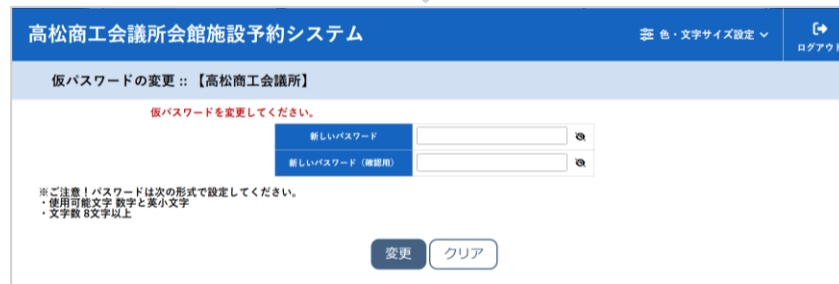 高松商工会議所会館施設予約システム
色・文字サイズ設定
ログアウト
仮パスワードの変更 :: 【高松商工会議所】
仮パスワードを変更してください。
新しいパスワード
新しいパスワード（確認用）
※ご注意！パスワードは次の形式で設定してください。
・使用可能文字 数字と英小文字
・文字数 8文字以上
変更
クリア